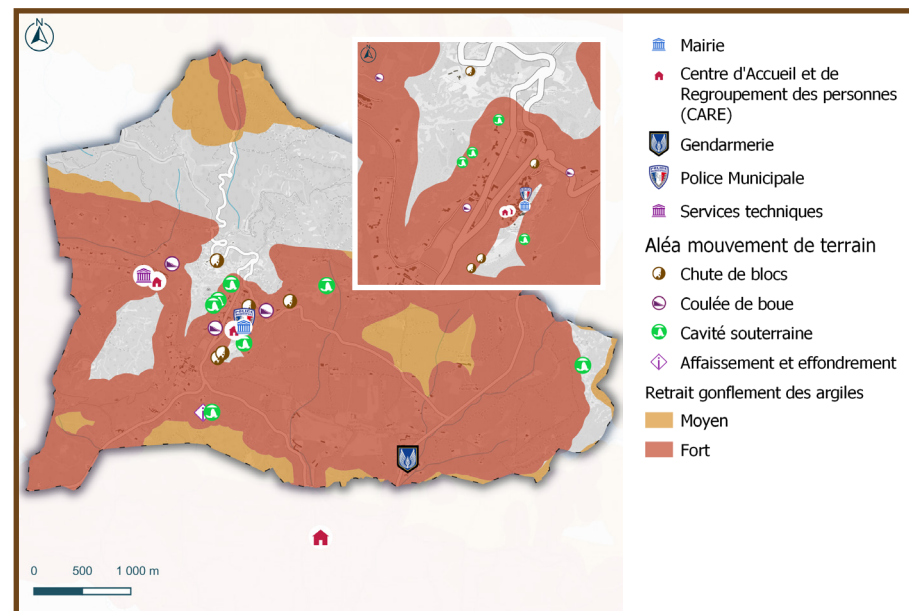 N
Mairie
Centre d'Accueil et de
Regroupement des personnes
(CARE)
Gendarmerie
Police Municipale
Services techniques
Aléa mouvement de terrain
Chute de blocs
Coulée de boue
Cavité souterraine
Affaissement et effondrement
Retrait gonflement des argiles
Moyen
Fort
0 500 1 000 m